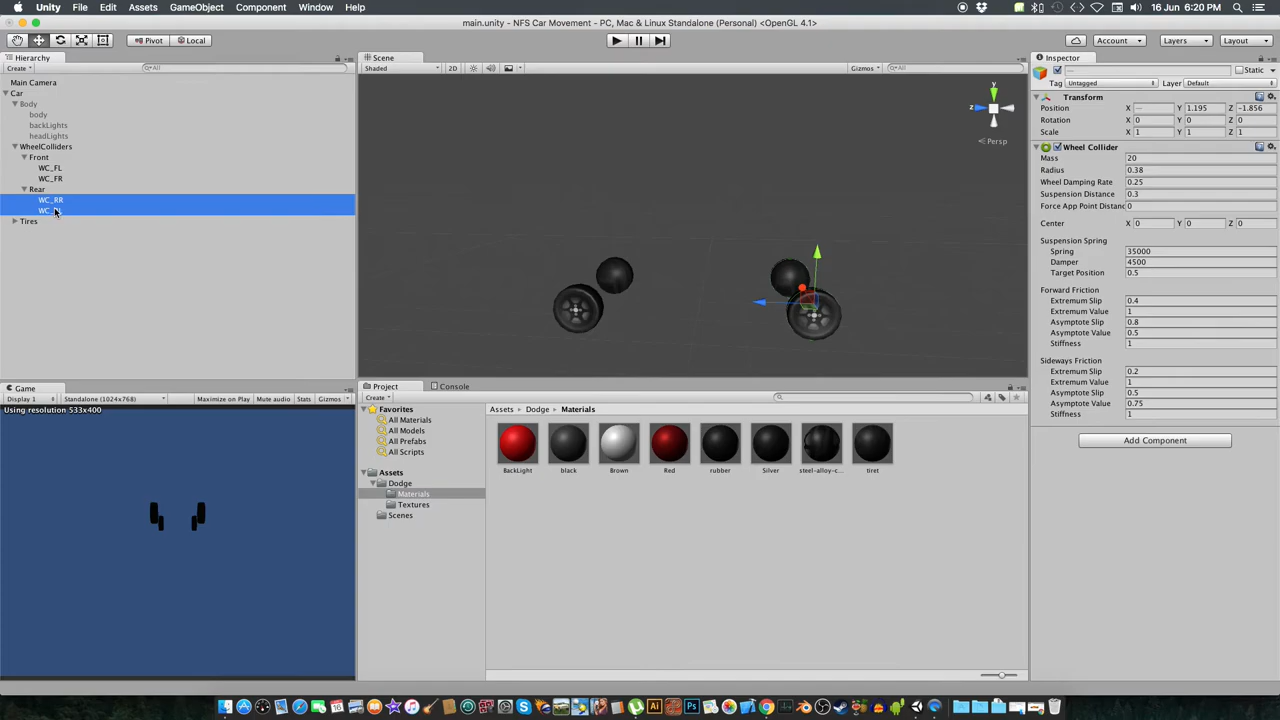 Unity File Edit Assets GameObject Component Window Help 16 Jun 6:20 PM
main.unity - NFS Car Movement - PC, Mac & Linux Standalone (Personal) <OpenGL 4.1>
Pivot Local Account Layers Layout
Hierarchy
Create All
Main Camera
Car
Body
body
backLights
headLights
WheelColliders
Front
WC_FL
WC_FR
Rear
WC_RR
Tires
Scene
Shaded 2D Gizmos All
y
z
Persp
Game
Display 1 Standalone (1024x768) Maximize on Play Mute audio Stats Gizmos
Using resolution 533x400
Project Console
Create
Favorites
All Materials
All Models
All Prefabs
All Scripts
Assets
Dodge
Materials
Textures
Scenes
Assets Dodge Materials
BackLight black Brown Red rubber Silver steel-alloy-c... tiret
Inspector
— Static
Tag Untagged Layer Default
Transform
Position X — Y 1.195 Z -1.856
Rotation X 0 Y 0 Z 0
Scale X 1 Y 1 Z 1
Wheel Collider
Mass 20
Radius 0.38
Wheel Damping Rate 0.25
Suspension Distance 0.3
Force App Point Distanc 0
Center X 0 Y 0 Z 0
Suspension Spring
Spring 35000
Damper 4500
Target Position 0.5
Forward Friction
Extremum Slip 0.4
Extremum Value 1
Asymptote Slip 0.8
Asymptote Value 0.5
Stiffness 1
Sideways Friction
Extremum Slip 0.2
Extremum Value 1
Asymptote Slip 0.5
Asymptote Value 0.75
Stiffness 1
Add Component